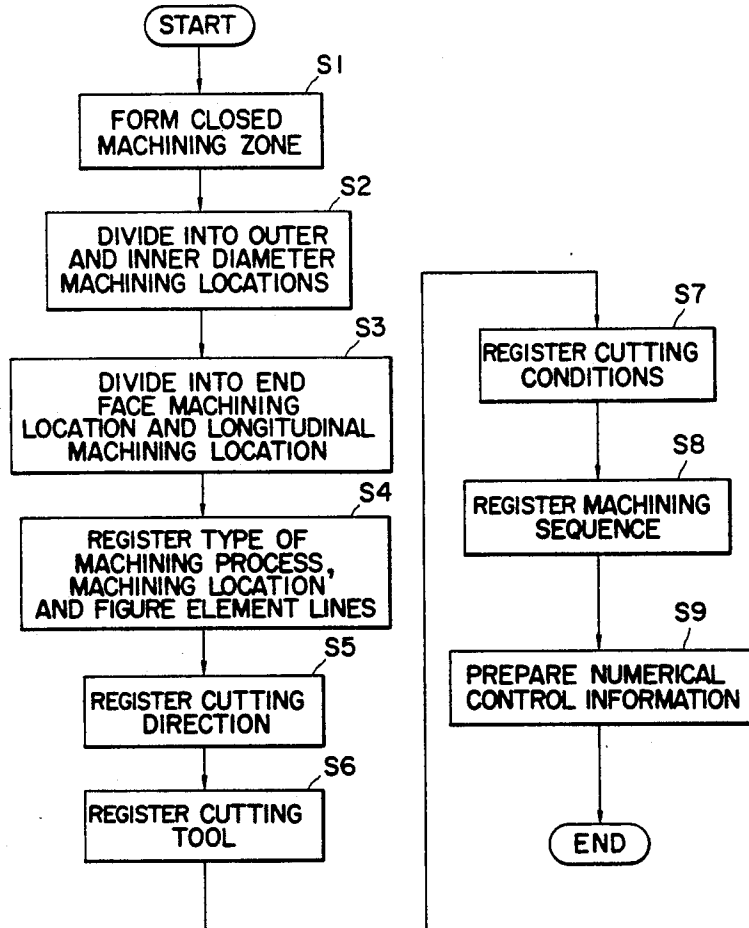 START
S1
FORM CLOSED
MACHINING ZONE
S2
DIVIDE INTO OUTER
AND INNER DIAMETER
MACHINING LOCATIONS
S3
DIVIDE INTO END
FACE MACHINING
LOCATION AND LONGITUDINAL
MACHINING LOCATION
S4
REGISTER TYPE OF
MACHINING PROCESS,
MACHINING LOCATION,
AND FIGURE ELEMENT LINES
S5
REGISTER CUTTING
DIRECTION
S6
REGISTER CUTTING
TOOL
S7
REGISTER CUTTING
CONDITIONS
S8
REGISTER MACHINING
SEQUENCE
S9
PREPARE NUMERICAL
CONTROL INFORMATION
END